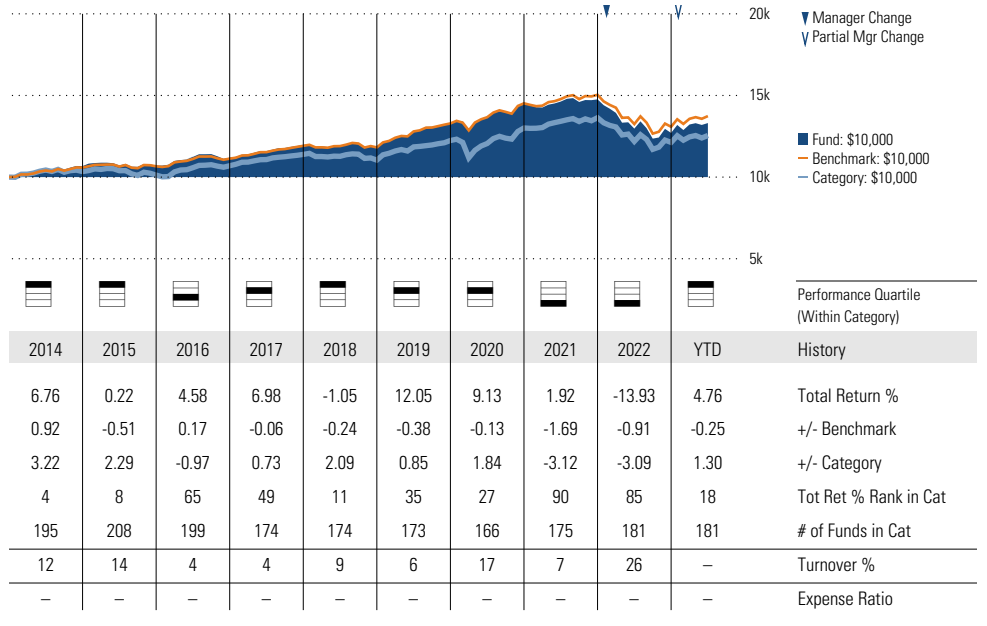 20k
Manager Change
Partial Mgr Change
15k
Fund: $10,000
Benchmark: $10,000
Category: $10,000
10k
5k
Performance Quartile
(Within Category)
2014 2015 2016 2017 2018 2019 2020 2021 2022 YTD History
6.76 0.22 4.58 6.98 -1.05 12.05 9.13 1.92 -13.93 4.76 Total Return %
0.92 -0.51 0.17 -0.06 -0.24 -0.38 -0.13 -1.69 -0.91 -0.25 +/- Benchmark
3.22 2.29 -0.97 0.73 2.09 0.85 1.84 -3.12 -3.09 1.30 +/- Category
4 8 65 49 11 35 27 90 85 18 Tot Ret % Rank in Cat
195 208 199 174 174 173 166 175 181 181 # of Funds in Cat
12 14 4 4 9 6 17 7 26 – Turnover %
– – – – – – – – – – Expense Ratio